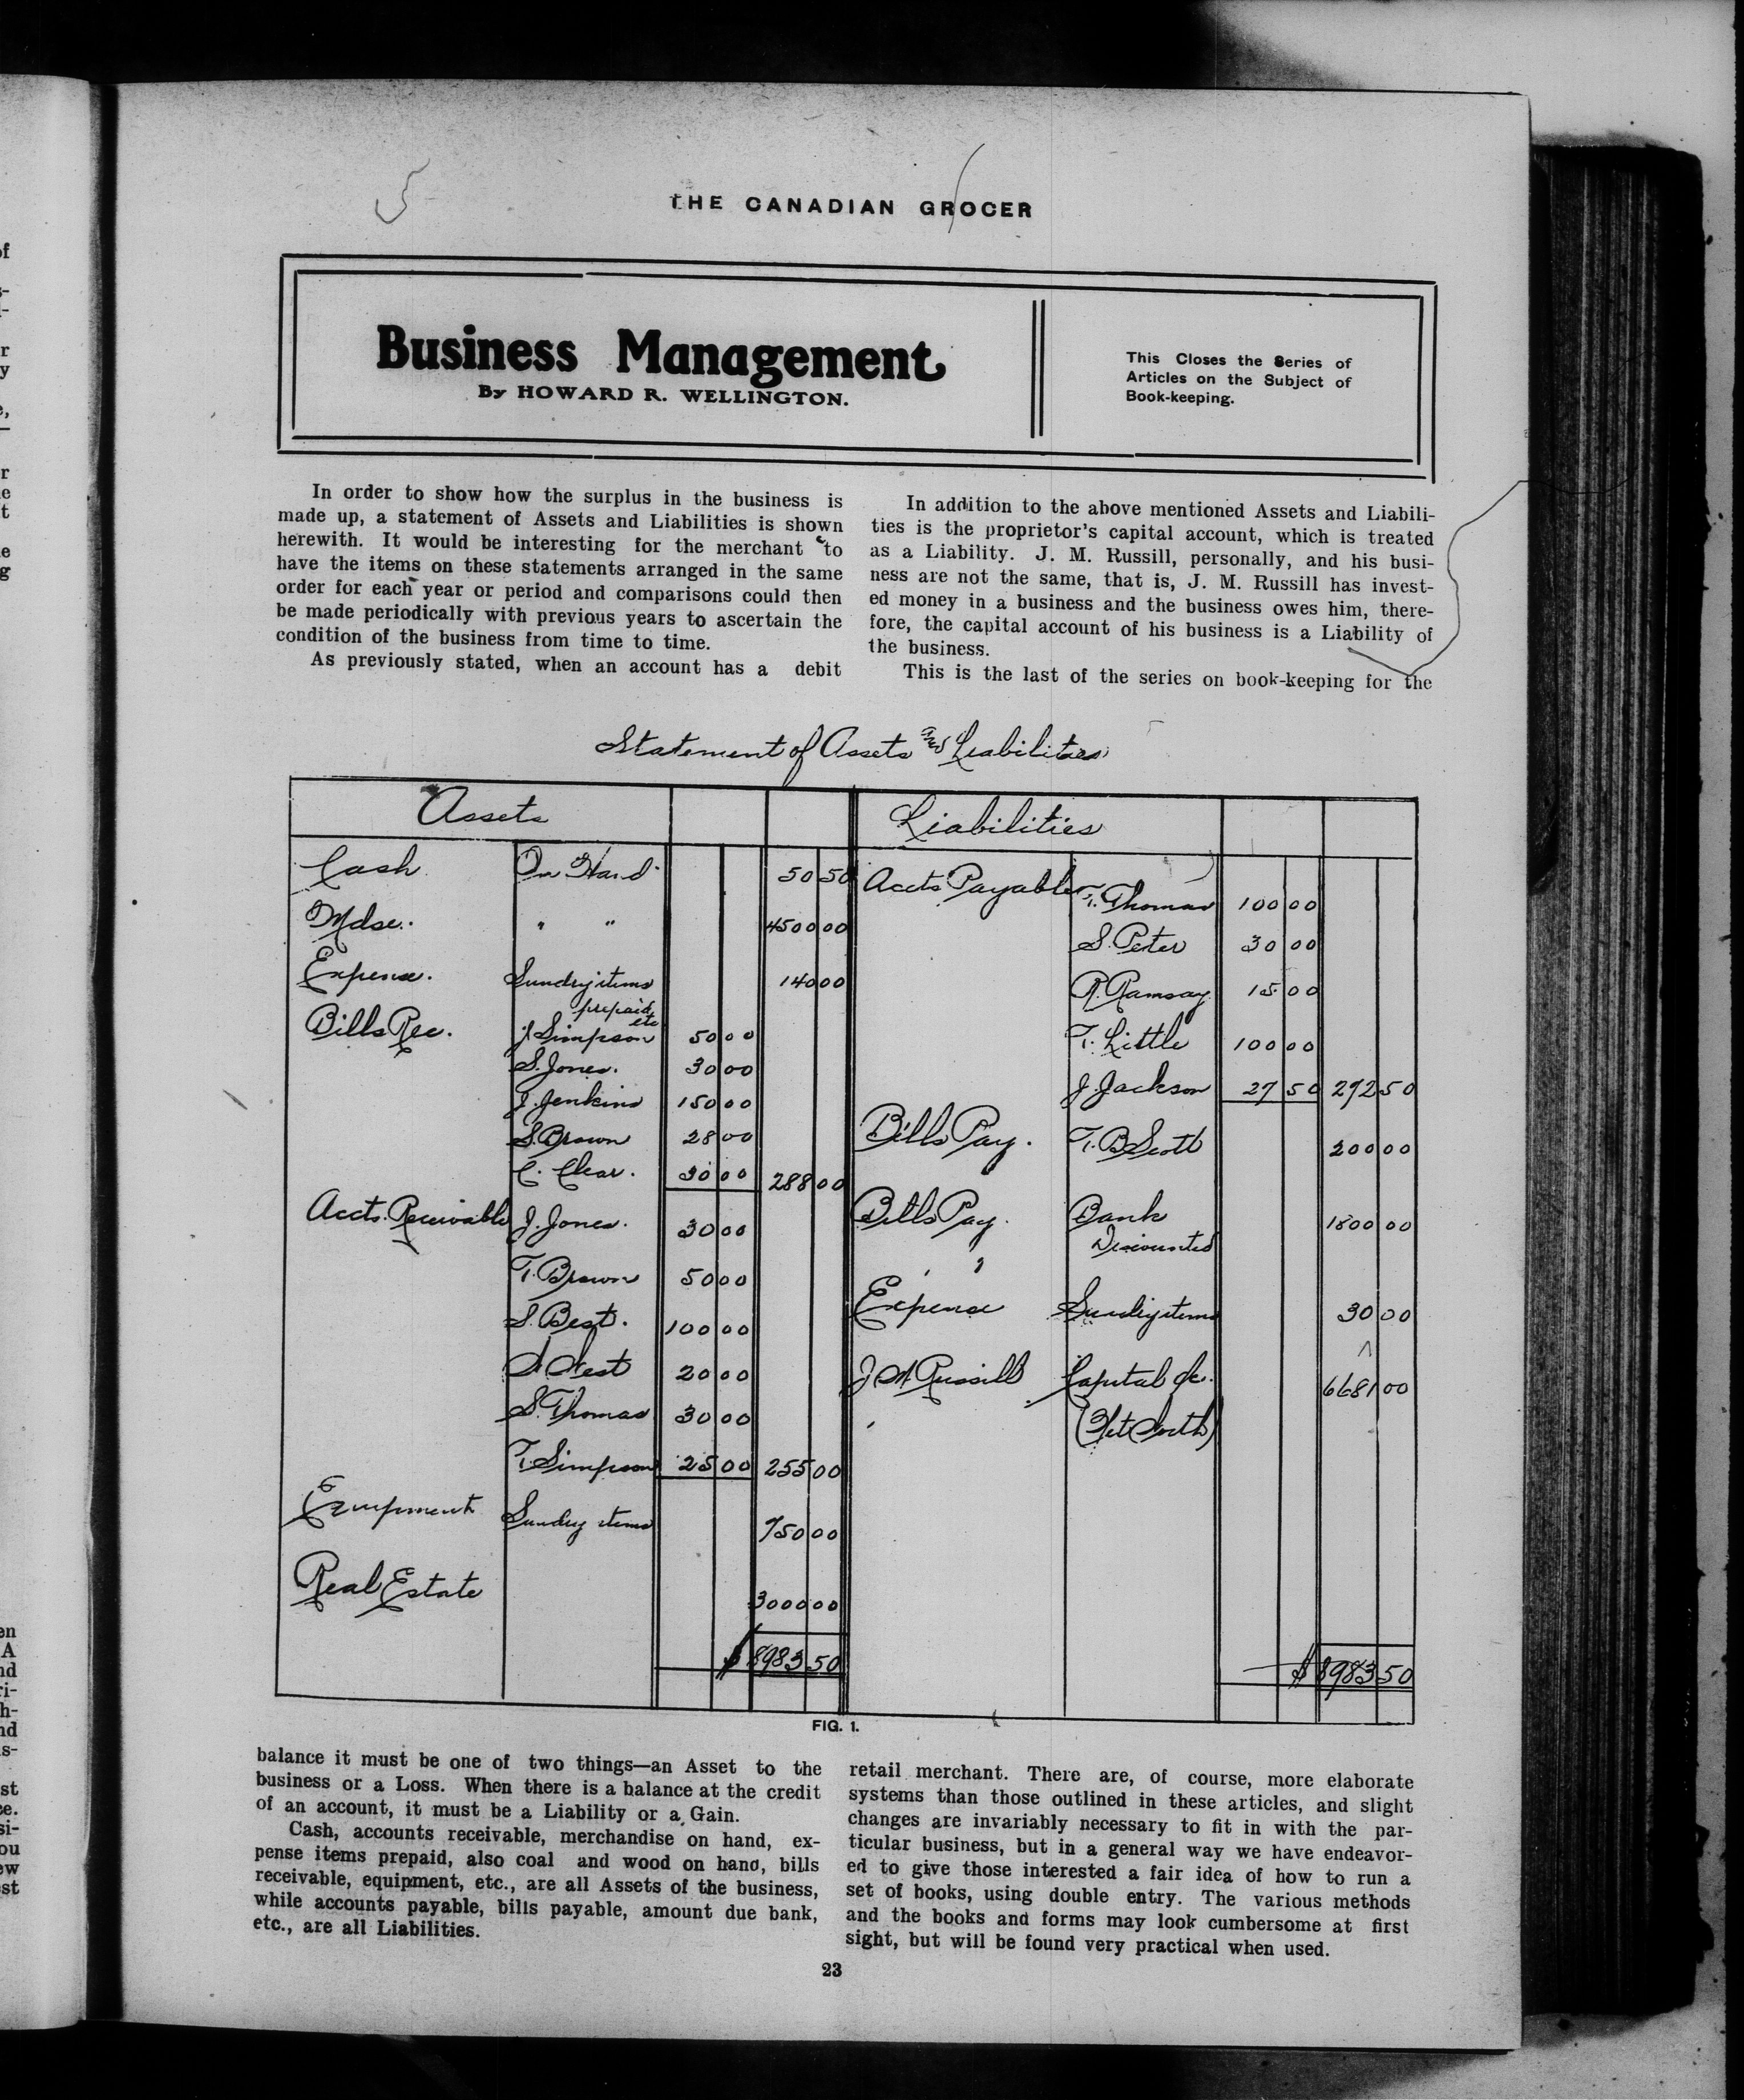 THE CANADIAN GROCER
Business Management
By HOWARD R. WELLINGTON.
This Closes the Series of
Articles on the Subject of
Book-keeping.
In order to show how the surplus in the business is
made up, a statement of Assets and Liabilities is shown
herewith. It would be interesting for the merchant to
have the items on these statements arranged in the same
order for each year or period and comparisons could then
be made periodically with previous years to ascertain the
condition of the business from time to time.
As previously stated, when an account has a debit
In addition to the above mentioned Assets and Liabili-
ties is the proprietor's capital account, which is treated
as a Liability. J. M. Russill, personally, and his busi-
ness are not the same, that is, J. M. Russill has invest-
ed money in a business and the business owes him, there-
fore, the capital account of his business is a Liability of
the business.
This is the last of the series on book-keeping for the
Statement of Assets and Liabilities
Assets
Cash On Hand 50 50
Mdse. " " 4500 00
Expense. Sundry items 140 00
prepaid etc
Bills Rec. J. Simpson 50 00
S. Jones. 30 00
J. Jenkins 150 00
S. Brown 28 00
C. Clear. 30 00 288 00
Accts. Receivable J. Jones. 30 00
T. Brown 50 00
S. Best. 100 00
S. West 20 00
S. Thomas 30 00
T. Simpson 25 00 255 00
Equipment Sundry items 750 00
Real Estate 3000 00
$ 8983 50
Liabilities
Accts Payable T. Thomas 100 00
S. Peter 30 00
R. Ramsay 15 00
T. Little 100 00
J. Jackson 27 50 292 50
Bills Pay. T. B Scott 200 00
Bills Pay. Bank 1800 00
Discounted
Expense Sundry items 30 00
J M Russill Capital a/c. 6681 00
(Net Worth)
$ 8983 50
FIG. 1.
balance it must be one of two things—an Asset to the
business or a Loss. When there is a balance at the credit
of an account, it must be a Liability or a Gain.
Cash, accounts receivable, merchandise on hand, ex-
pense items prepaid, also coal and wood on hand, bills
receivable, equipment, etc., are all Assets of the business,
while accounts payable, bills payable, amount due bank,
etc., are all Liabilities.
retail merchant. There are, of course, more elaborate
systems than those outlined in these articles, and slight
changes are invariably necessary to fit in with the par-
ticular business, but in a general way we have endeavor-
ed to give those interested a fair idea of how to run a
set of books, using double entry. The various methods
and the books and forms may look cumbersome at first
sight, but will be found very practical when used.
23